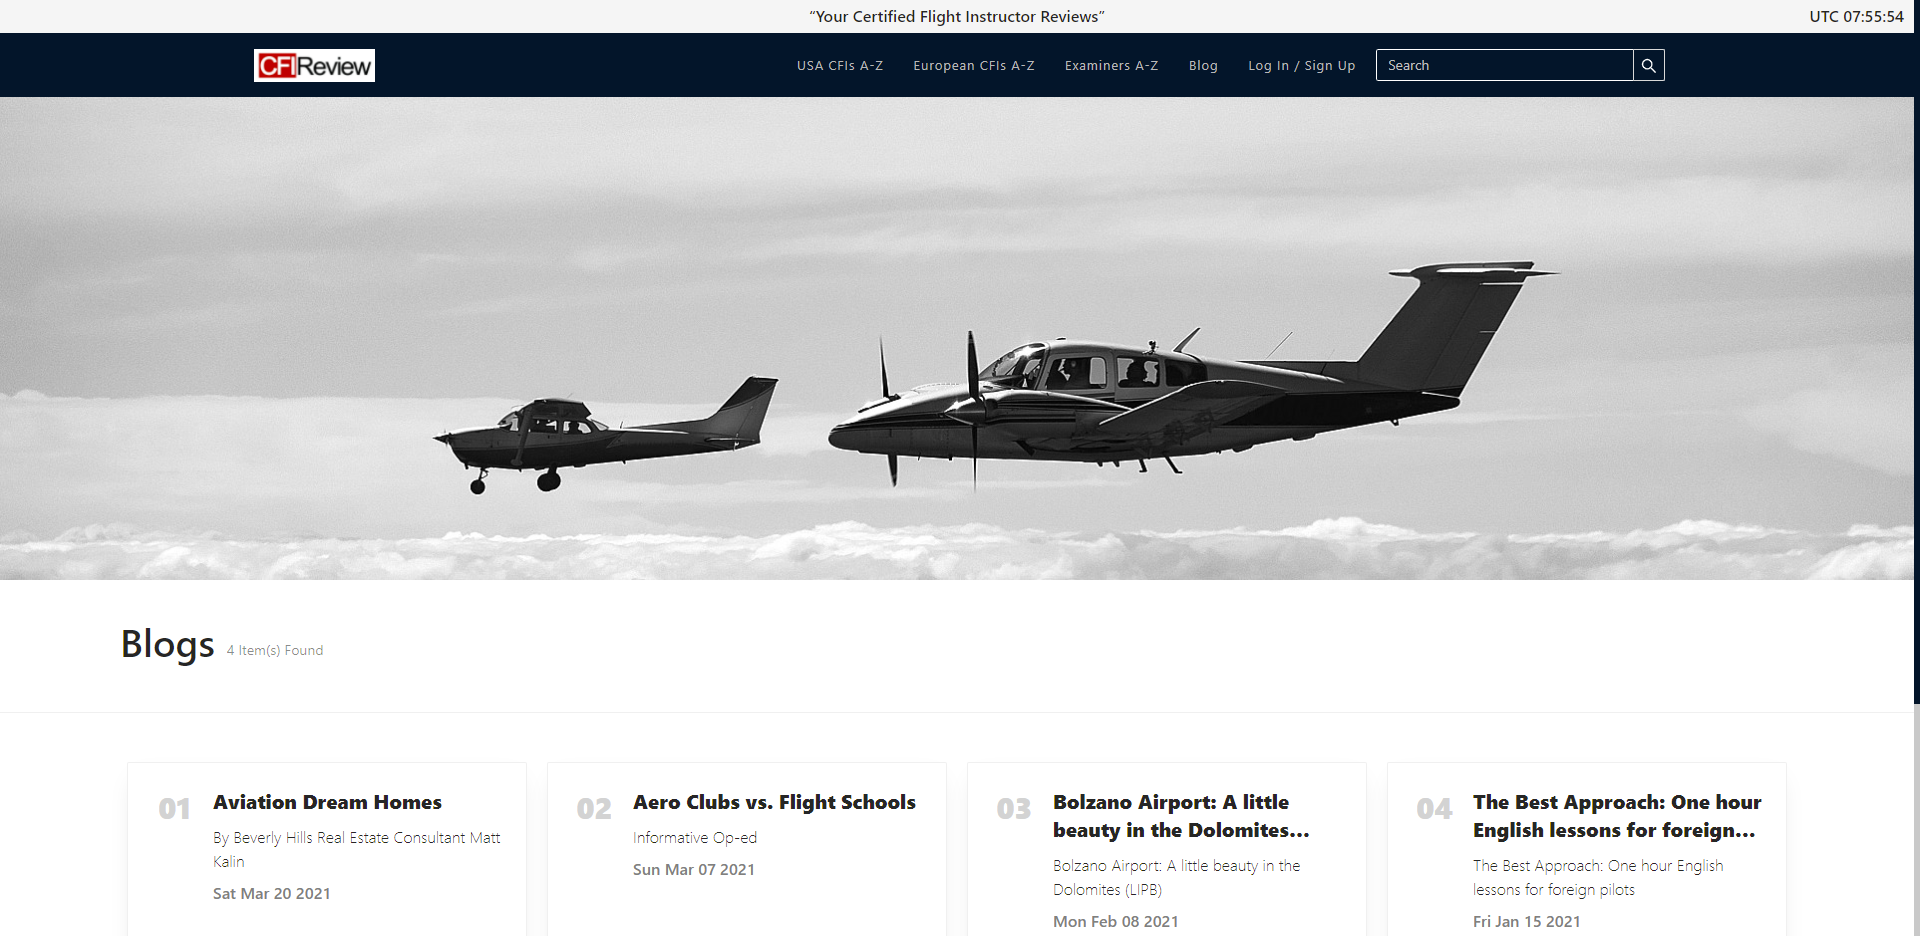 “Your Certified Flight Instructor Reviews”
UTC 07:55:54
CFIReview
USA CFIs A-Z
European CFIs A-Z
Examiners A-Z
Blog
Log In / Sign Up
Search
Blogs
4 Item(s) Found
01
Aviation Dream Homes
By Beverly Hills Real Estate Consultant Matt
Kalin
Sat Mar 20 2021
02
Aero Clubs vs. Flight Schools
Informative Op-ed
Sun Mar 07 2021
03
Bolzano Airport: A little
beauty in the Dolomites...
Bolzano Airport: A little beauty in the
Dolomites (LIPB)
Mon Feb 08 2021
04
The Best Approach: One hour
English lessons for foreign...
The Best Approach: One hour English
lessons for foreign pilots
Fri Jan 15 2021